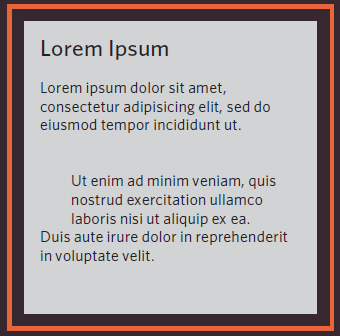 Lorem Ipsum
Lorem ipsum dolor sit amet,
consectetur adipisicing elit, sed do
eiusmod tempor incididunt ut.
Ut enim ad minim veniam, quis
nostrud exercitation ullamco
laboris nisi ut aliquip ex ea.
Duis aute irure dolor in reprehenderit
in voluptate velit.